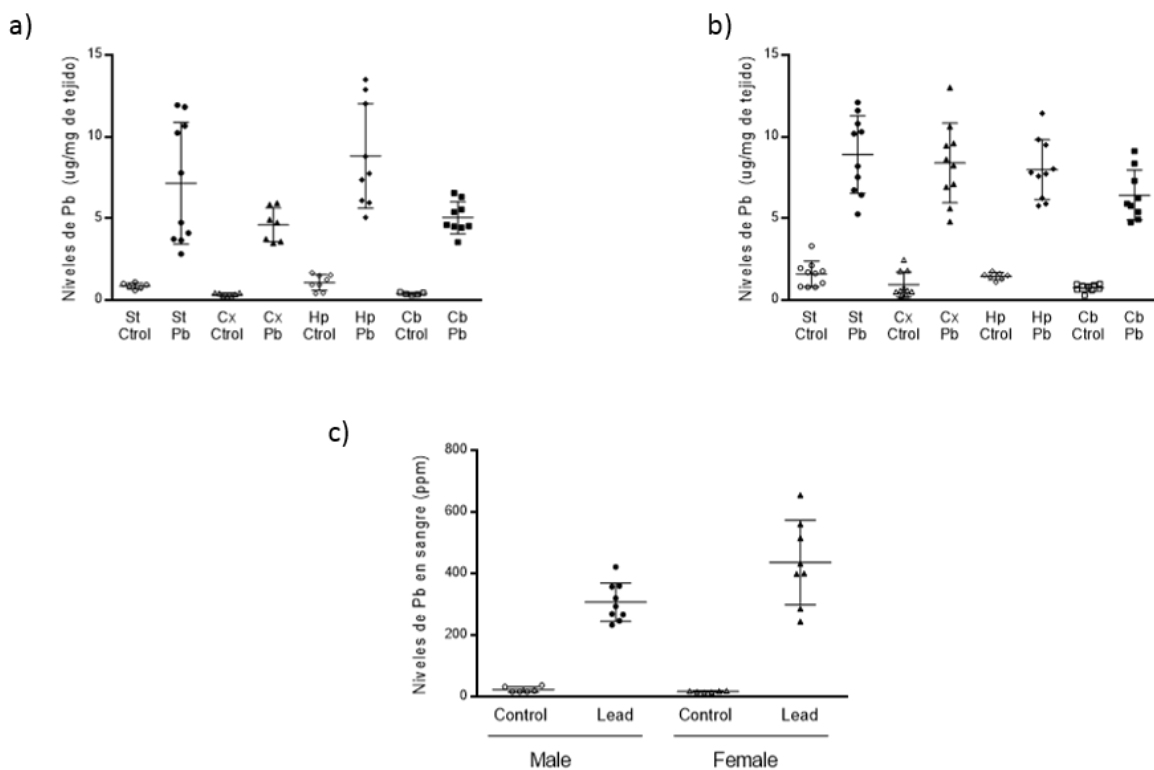 a)
Niveles de Pb (ug/mg de tejido)
15
10
5
0
St Ctrol
St Pb
Cx Ctrol
Cx Pb
Hp Ctrol
Hp Pb
Cb Ctrol
Cb Pb
b)
Niveles de Pb (ug/mg de tejido)
15
10
5
0
St Ctrol
St Pb
Cx Ctrol
Cx Pb
Hp Ctrol
Hp Pb
Cb Ctrol
Cb Pb
c)
Niveles de Pb en sangre (ppm)
800
600
400
200
0
Control
Lead
Control
Lead
Male
Female